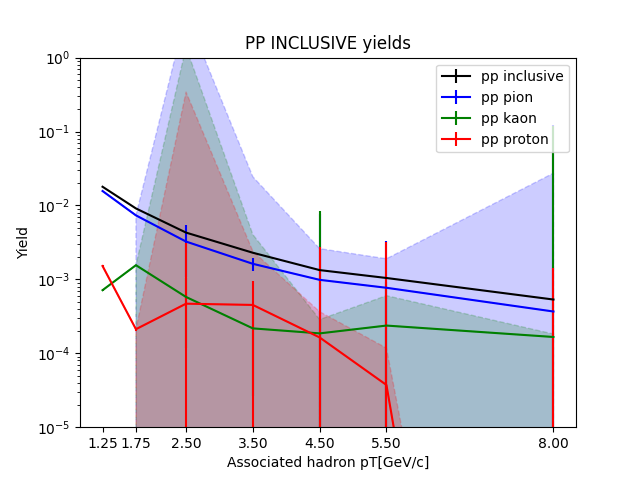 PP INCLUSIVE yields
pp inclusive
pp pion
pp kaon
pp proton
10^0
10^-1
10^-2
10^-3
10^-4
10^-5
Yield
1.25 1.75 2.50 3.50 4.50 5.50 8.00
Associated hadron pT[GeV/c]